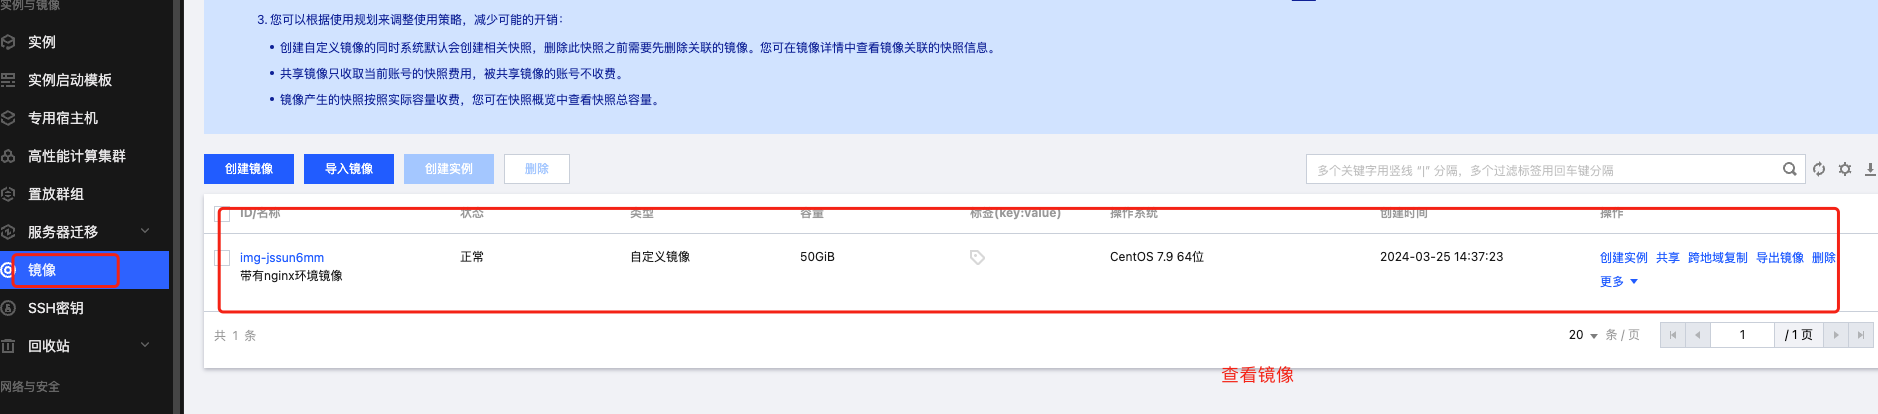 实例与镜像
实例
实例启动模板
专用宿主机
高性能计算集群
置放群组
服务器迁移
镜像
SSH密钥
回收站
网络与安全
3. 您可以根据使用规划来调整使用策略，减少可能的开销：
• 创建自定义镜像的同时系统默认会创建相关快照，删除此快照之前需要先删除关联的镜像。您可在镜像详情中查看镜像关联的快照信息。
• 共享镜像只收取当前账号的快照费用，被共享镜像的账号不收费。
• 镜像产生的快照按照实际容量收费，您可在快照概览中查看快照总容量。
创建镜像 导入镜像 创建实例 删除 多个关键字用竖线 “|” 分隔，多个过滤标签用回车键分隔
ID/名称 状态 类型 容量 标签(key:value) 操作系统 创建时间 操作
img-jssun6mm 正常 自定义镜像 50GiB CentOS 7.9 64位 2024-03-25 14:37:23 创建实例 共享 跨地域复制 导出镜像 删除
带有nginx环境镜像 更多
共 1 条 20 条 / 页 1 / 1 页
查看镜像